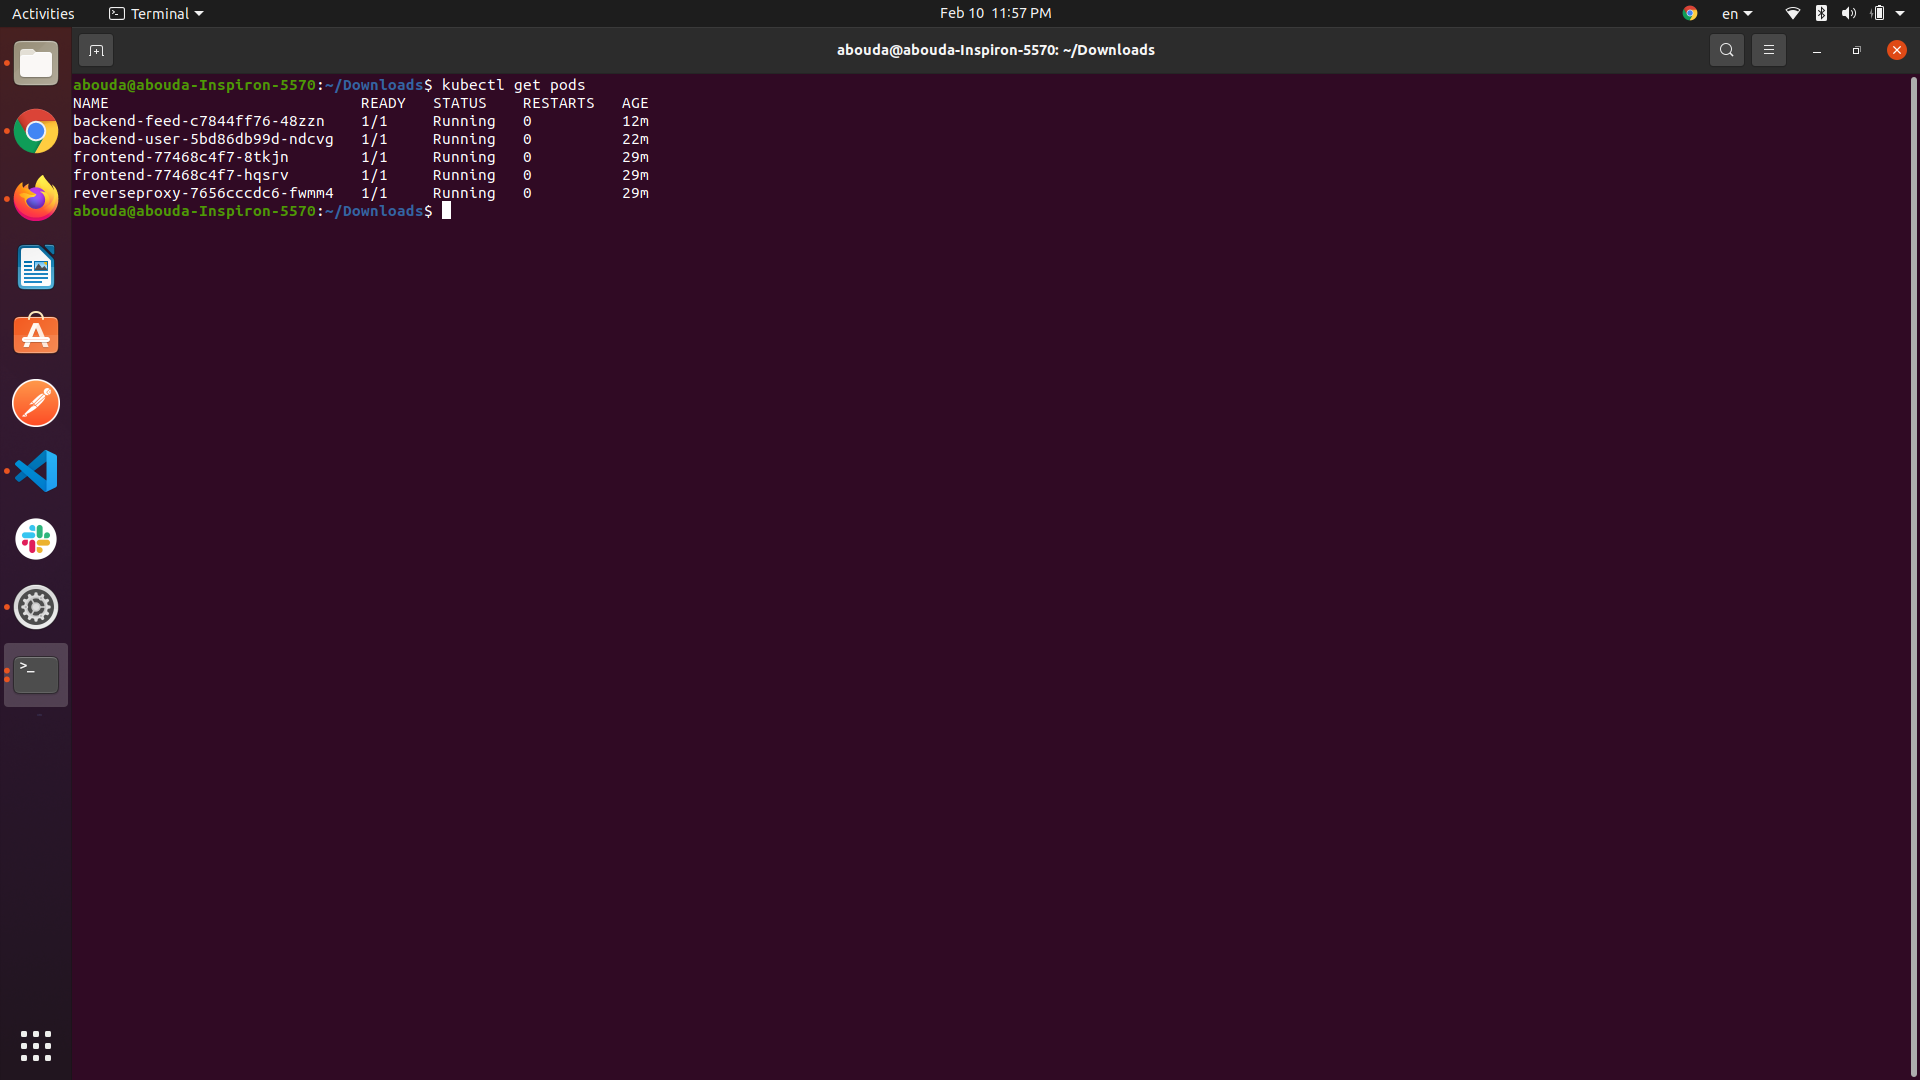 Activities Terminal Feb 10 11:57 PM en
abouda@abouda-Inspiron-5570: ~/Downloads
abouda@abouda-Inspiron-5570:~/Downloads$ kubectl get pods
NAME READY STATUS RESTARTS AGE
backend-feed-c7844ff76-48zzn 1/1 Running 0 12m
backend-user-5bd86db99d-ndcvg 1/1 Running 0 22m
frontend-77468c4f7-8tkjn 1/1 Running 0 29m
frontend-77468c4f7-hqsrv 1/1 Running 0 29m
reverseproxy-7656cccdc6-fwmm4 1/1 Running 0 29m
abouda@abouda-Inspiron-5570:~/Downloads$